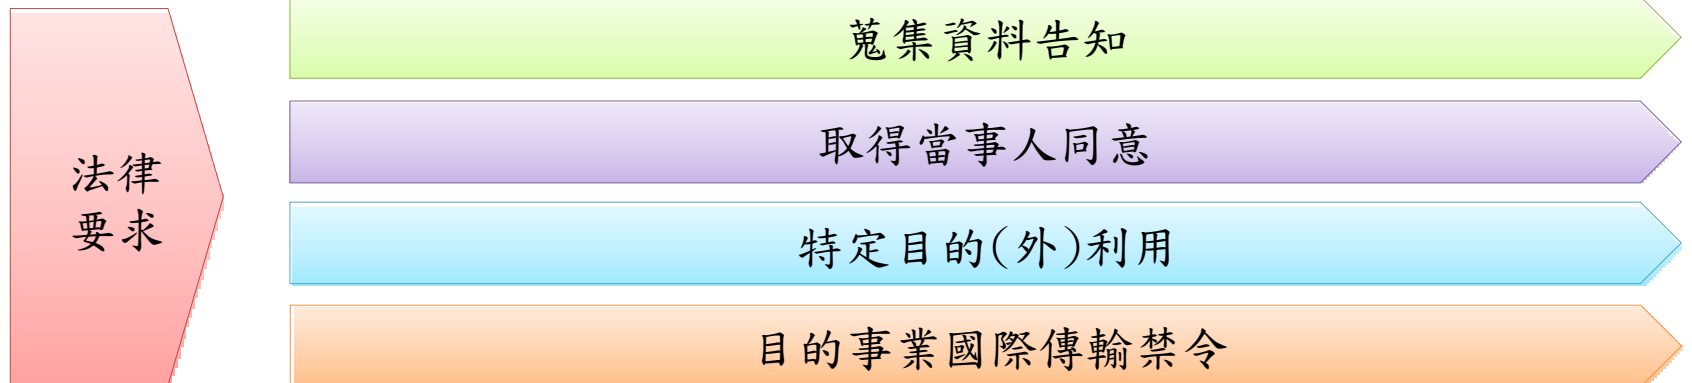 法律
要求
蒐集資料告知
取得當事人同意
特定目的(外)利用
目的事業國際傳輸禁令